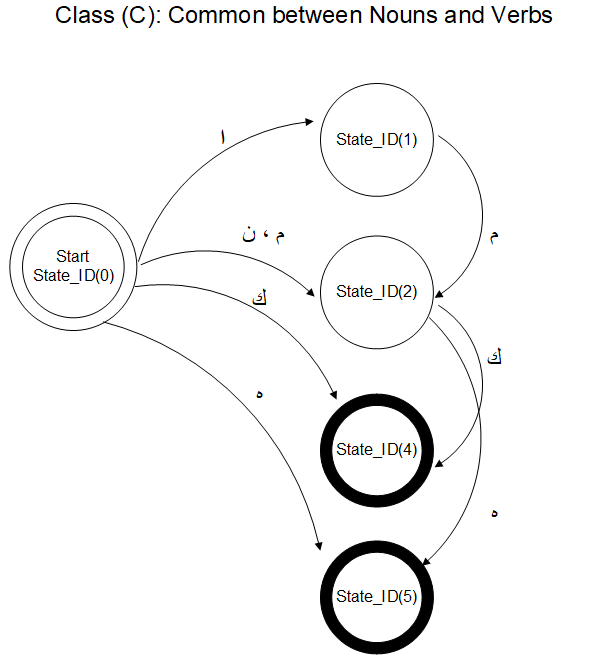 Class (C): Common between Nouns and Verbs
ا
State_ID(1)
م
م ، ن
Start
State_ID(0)
State_ID(2)
ك
ك
ه
State_ID(4)
ه
State_ID(5)